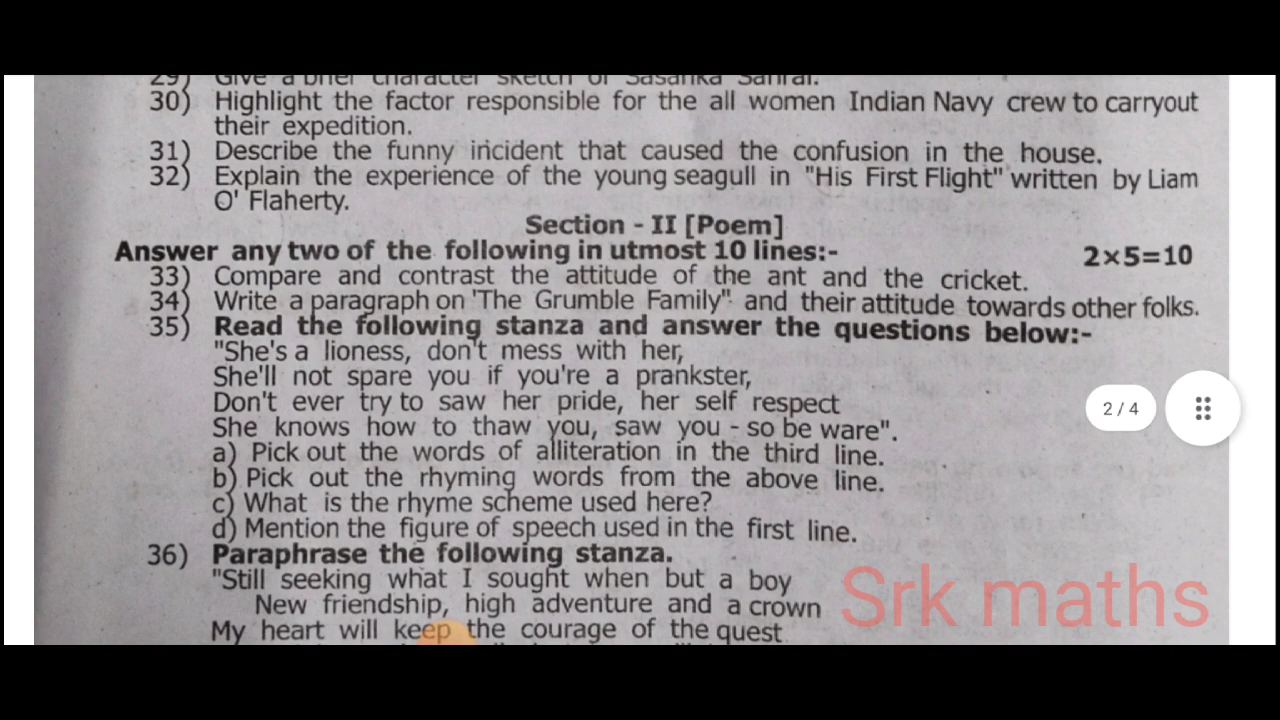 29) Give a brief character sketch of Sasanka Sahrai.
30) Highlight the factor responsible for the all women Indian Navy crew to carryout
their expedition.
31) Describe the funny incident that caused the confusion in the house.
32) Explain the experience of the young seagull in "His First Flight" written by Liam
O' Flaherty.
Section - II [Poem]
Answer any two of the following in utmost 10 lines:- 2×5=10
33) Compare and contrast the attitude of the ant and the cricket.
34) Write a paragraph on 'The Grumble Family" and their attitude towards other folks.
35) Read the following stanza and answer the questions below:-
"She's a lioness, don't mess with her,
She'll not spare you if you're a prankster,
Don't ever try to saw her pride, her self respect
She knows how to thaw you, saw you - so be ware".
a) Pick out the words of alliteration in the third line.
b) Pick out the rhyming words from the above line.
c) What is the rhyme scheme used here?
d) Mention the figure of speech used in the first line.
36) Paraphrase the following stanza.
"Still seeking what I sought when but a boy
New friendship, high adventure and a crown
My heart will keep the courage of the quest
2/4
Srk maths